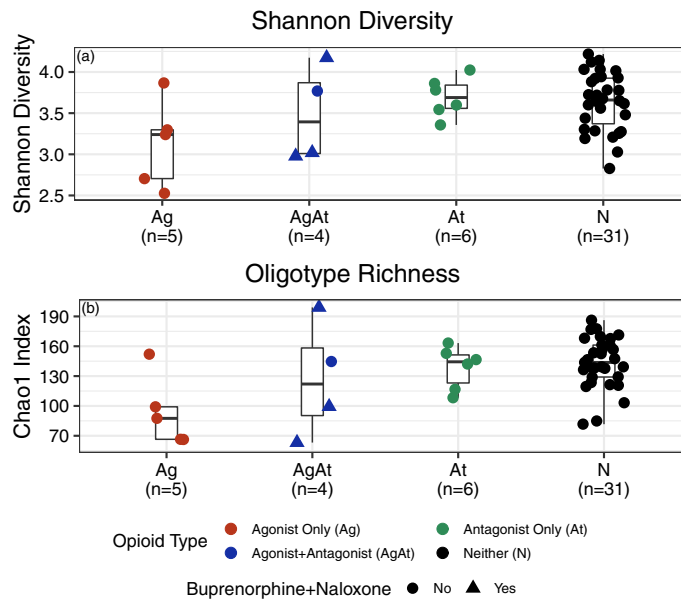 Shannon Diversity
(a)
Shannon Diversity
4.0
3.5
3.0
2.5
Ag AgAt At N
(n=5) (n=4) (n=6) (n=31)
Oligotype Richness
(b)
Chao1 Index
190
160
130
100
70
Ag AgAt At N
(n=5) (n=4) (n=6) (n=31)
Opioid Type
Agonist Only (Ag) Antagonist Only (At)
Agonist+Antagonist (AgAt) Neither (N)
Buprenorphine+Naloxone No Yes